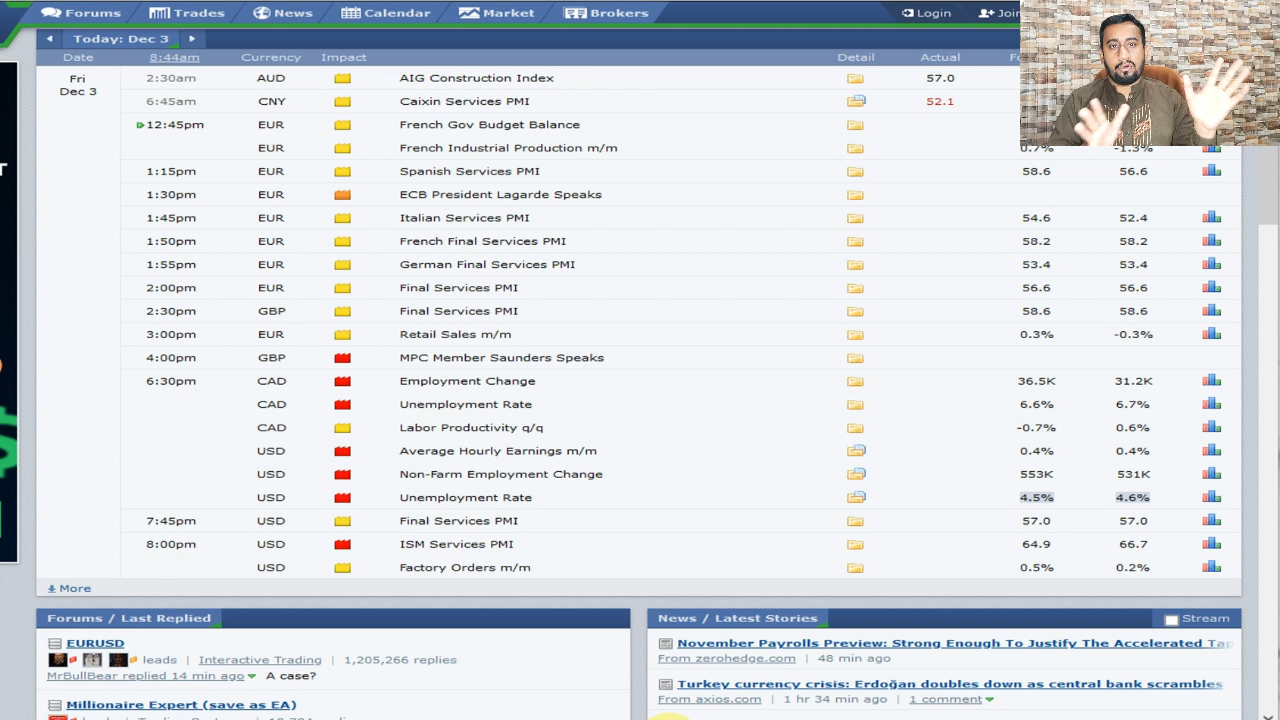 Forums Trades News Calendar Market Brokers Login
Today: Dec 3
Date 8:44am Currency Impact Detail Actual
Fri Dec 3 2:30am AUD AIG Construction Index 57.0
6:45am CNY Caixin Services PMI 52.1
12:45pm EUR French Gov Budget Balance
EUR French Industrial Production m/m 0.7% -1.3%
1:15pm EUR Spanish Services PMI 58.6 56.6
1:30pm EUR ECB President Lagarde Speaks
1:45pm EUR Italian Services PMI 54.6 52.4
1:50pm EUR French Final Services PMI 58.2 58.2
1:55pm EUR German Final Services PMI 53.4 53.4
2:00pm EUR Final Services PMI 56.6 56.6
2:30pm GBP Final Services PMI 58.6 58.6
3:00pm EUR Retail Sales m/m 0.3% -0.3%
4:00pm GBP MPC Member Saunders Speaks
6:30pm CAD Employment Change 36.5K 31.2K
CAD Unemployment Rate 6.6% 6.7%
CAD Labor Productivity q/q -0.7% 0.6%
USD Average Hourly Earnings m/m 0.4% 0.4%
USD Non-Farm Employment Change 553K 531K
USD Unemployment Rate 4.5% 4.6%
7:45pm USD Final Services PMI 57.0 57.0
8:00pm USD ISM Services PMI 64.9 66.7
USD Factory Orders m/m 0.5% 0.2%
More
Forums / Last Replied
EURUSD
leads | Interactive Trading | 1,205,266 replies
MrBullBear replied 14 min ago A case?
Millionaire Expert (save as EA)
News / Latest Stories Stream
November Payrolls Preview: Strong Enough To Justify The Accelerated
From zerohedge.com | 48 min ago
Turkey currency crisis: Erdoğan doubles down as central bank scrambles
From axios.com | 1 hr 34 min ago | 1 comment